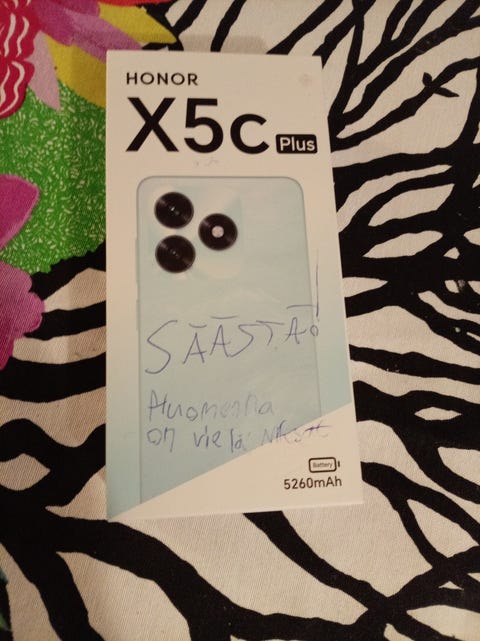 HONOR
X5c Plus
SÄÄSTÄ!
Huomenna
on vielä
Battery
5260mAh